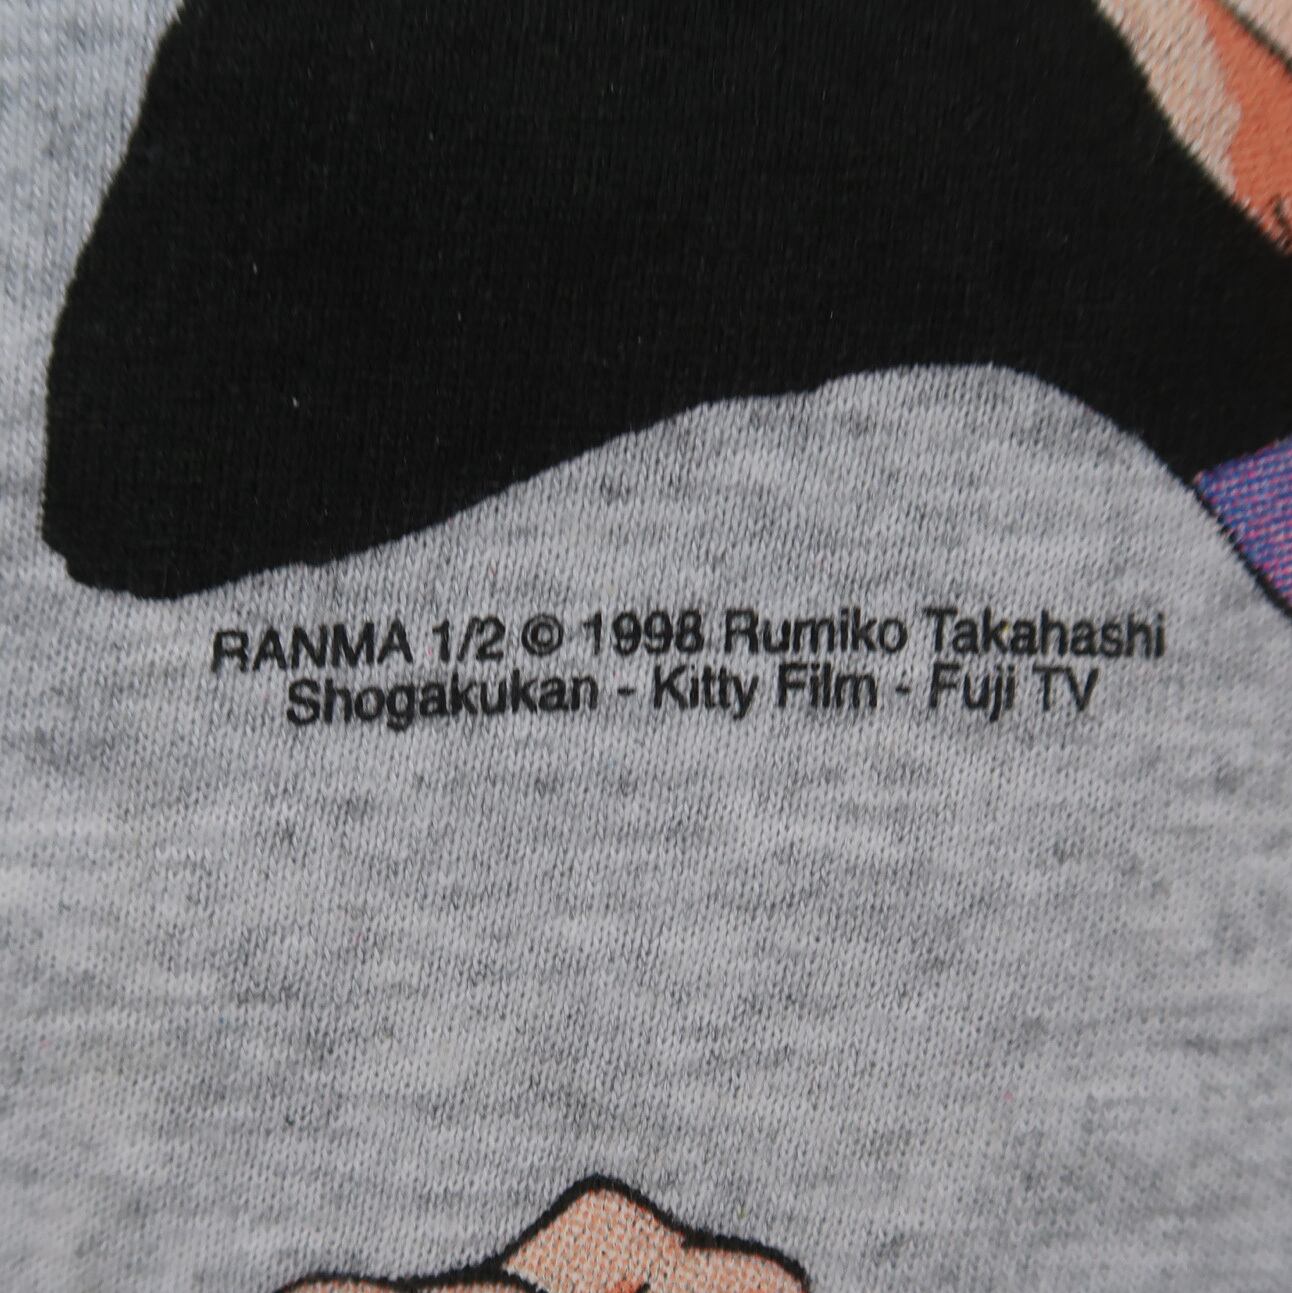 RANMA 1/2 © 1998 Rumiko Takahashi
Shogakukan - Kitty Film - Fuji TV